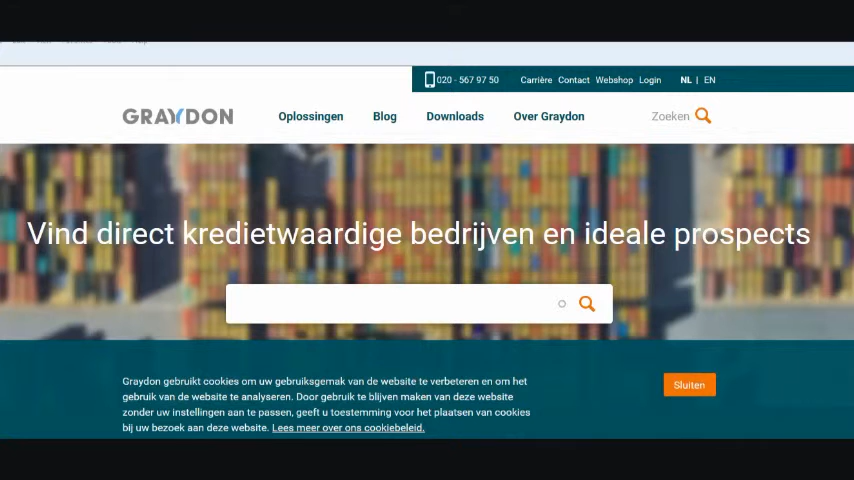 020 - 567 97 50 Carrière Contact Webshop Login NL | EN
GRAYDON Oplossingen Blog Downloads Over Graydon Zoeken
Vind direct kredietwaardige bedrijven en ideale prospects
Graydon gebruikt cookies om uw gebruiksgemak van de website te verbeteren en om het
gebruik van de website te analyseren. Door gebruik te blijven maken van deze website
zonder uw instellingen aan te passen, geeft u toestemming voor het plaatsen van cookies
bij uw bezoek aan deze website. Lees meer over ons cookiebeleid.
Sluiten